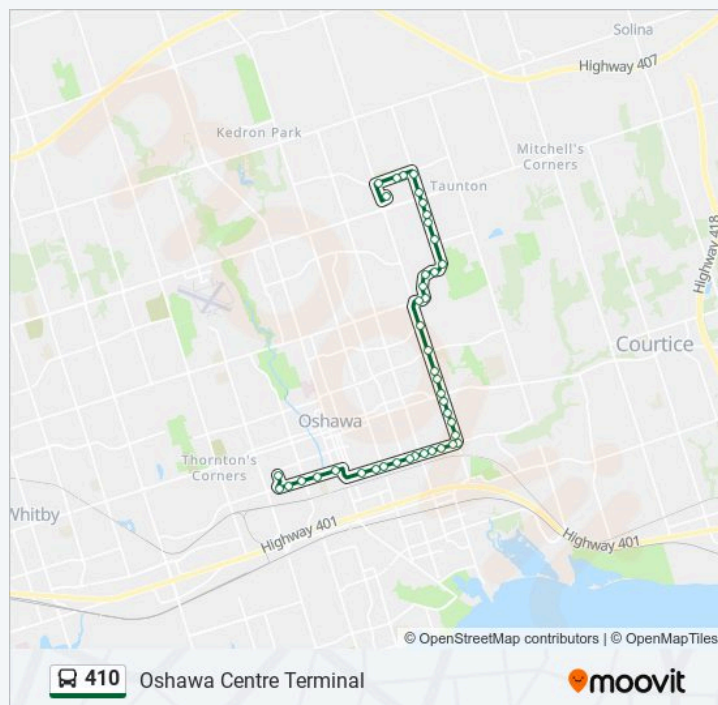 Solina
Highway 407
Kedron Park
Mitchell's
Corners
Taunton
Highway 418
Courtice
Oshawa
Thornton's
Corners
Whitby
Highway 401
Highway 401
© OpenStreetMap contributors | © OpenMapTiles
410 Oshawa Centre Terminal
moovit